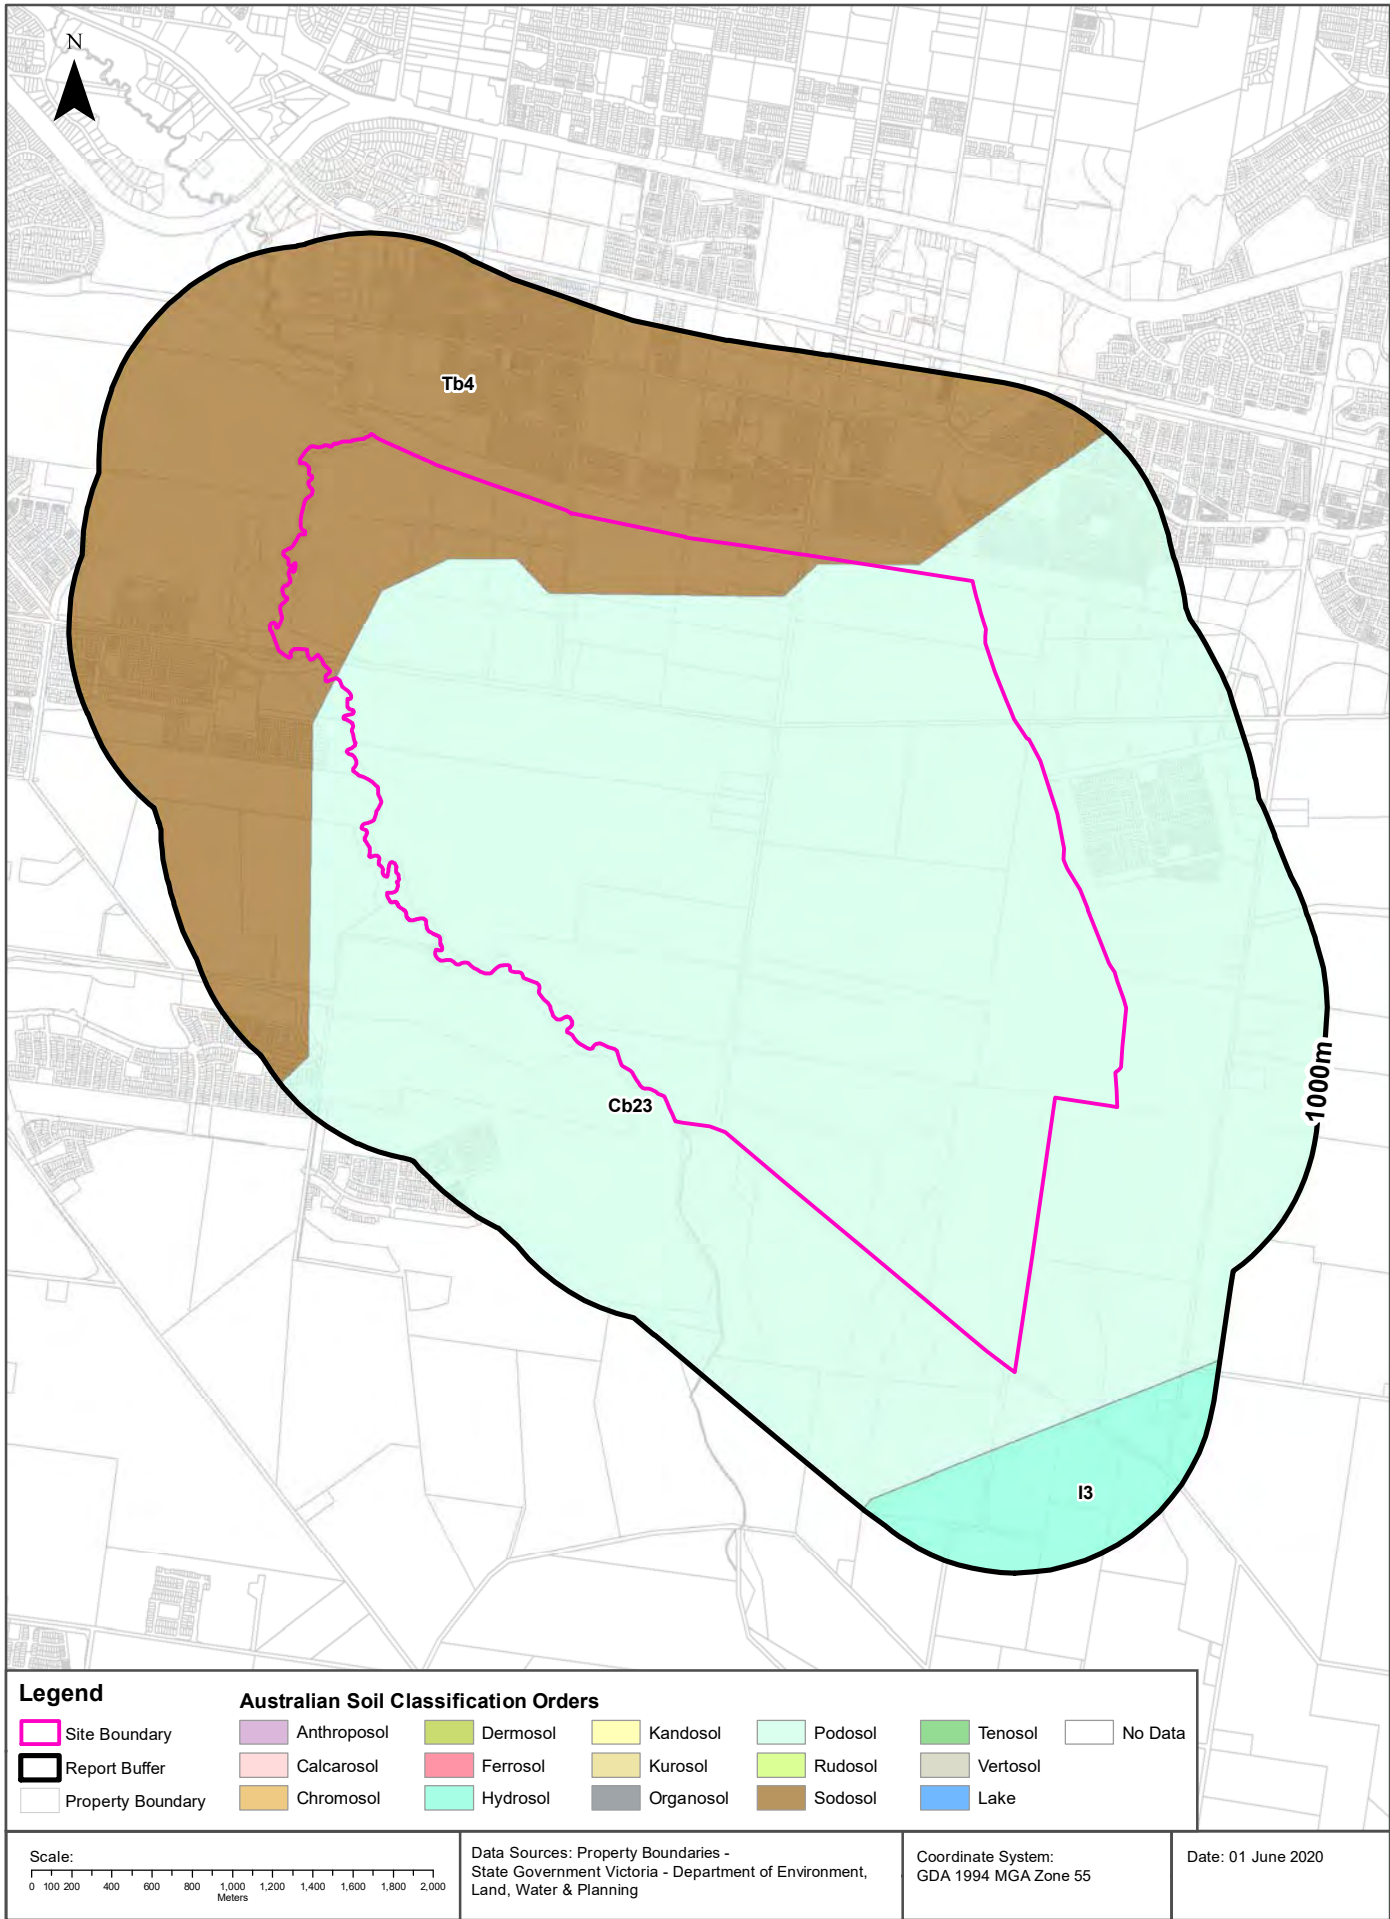 N
Tb4
Cb23
1000m
I3
Legend
Site Boundary
Report Buffer
Property Boundary
Australian Soil Classification Orders
Anthroposol
Calcarosol
Chromosol
Dermosol
Ferrosol
Hydrosol
Kandosol
Kurosol
Organosol
Podosol
Rudosol
Sodosol
Tenosol
Vertosol
Lake
No Data
Scale:
0 100 200 400 600 800 1,000 1,200 1,400 1,600 1,800 2,000
Meters
Data Sources: Property Boundaries -
State Government Victoria - Department of Environment,
Land, Water & Planning
Coordinate System:
GDA 1994 MGA Zone 55
Date: 01 June 2020